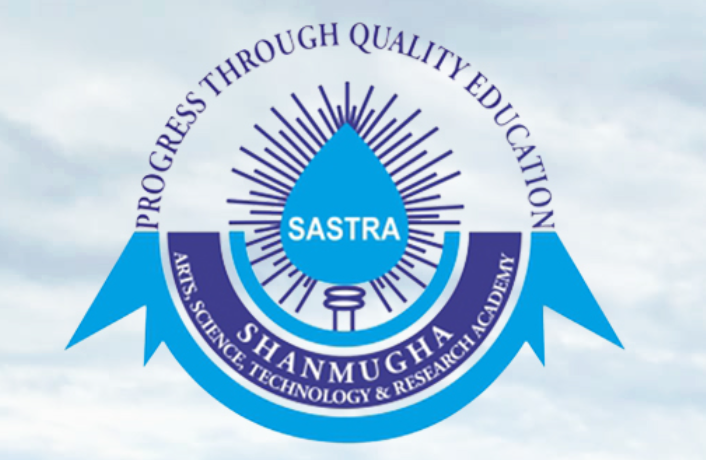 PROGRESS THROUGH QUALITY EDUCATION
SASTRA
SHANMUGHA
ARTS, SCIENCE, TECHNOLOGY & RESEARCH ACADEMY